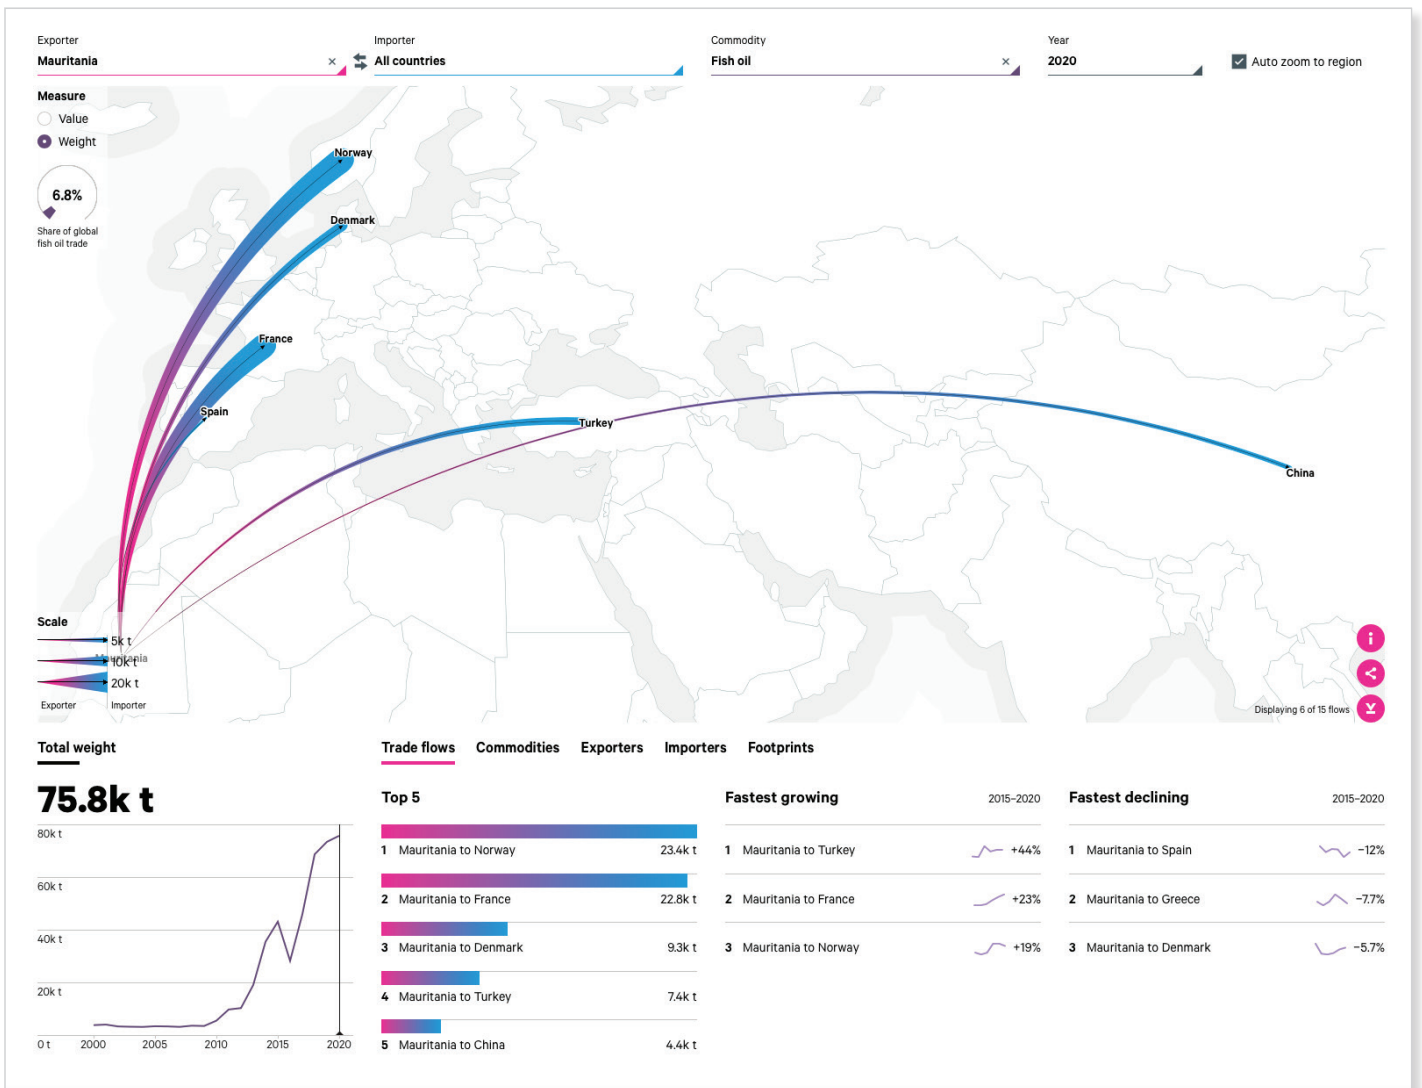 Exporter
Mauritania ×
Importer
All countries
Commodity
Fish oil ×
Year
2020
Auto zoom to region
Measure
Value
Weight
6.8%
Share of global
fish oil trade
Norway
Denmark
France
Spain
Turkey
China
Mauritania
Scale
5k t
10k t
20k t
Exporter Importer
Displaying 6 of 15 flows
Total weight
75.8k t
80k t
60k t
40k t
20k t
0 t 2000 2005 2010 2015 2020
Trade flows Commodities Exporters Importers Footprints
Top 5
1 Mauritania to Norway 23.4k t
2 Mauritania to France 22.8k t
3 Mauritania to Denmark 9.3k t
4 Mauritania to Turkey 7.4k t
5 Mauritania to China 4.4k t
Fastest growing 2015–2020
1 Mauritania to Turkey +44%
2 Mauritania to France +23%
3 Mauritania to Norway +19%
Fastest declining 2015–2020
1 Mauritania to Spain −12%
2 Mauritania to Greece −7.7%
3 Mauritania to Denmark −5.7%